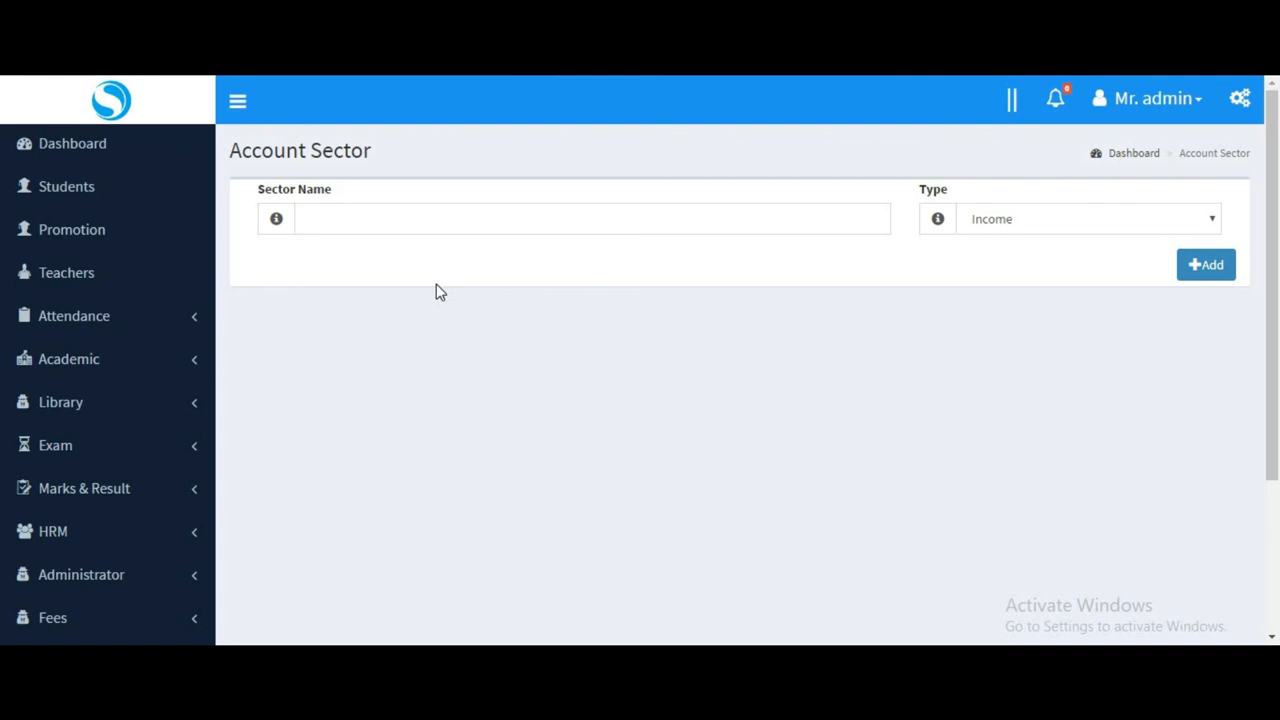 Mr. admin
Dashboard
Students
Promotion
Teachers
Attendance
Academic
Library
Exam
Marks & Result
HRM
Administrator
Fees
Account Sector
Dashboard > Account Sector
Sector Name
Type
Income
Add
Activate Windows
Go to Settings to activate Windows.